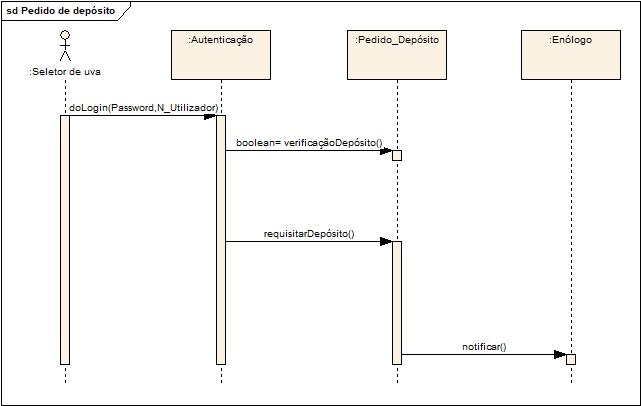 sd Pedido de depósito
:Seletor de uva
:Autenticação
:Pedido_Depósito
:Enólogo
doLogin(Password,N_Utilizador)
boolean= verificaçãoDepósito()
requisitarDepósito()
notificar()